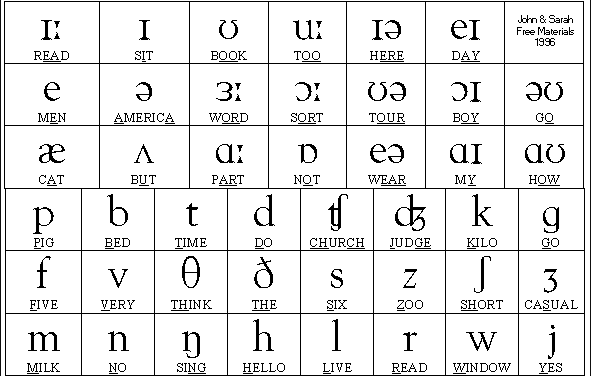 ɪː ɪ ʊ uː ɪə eɪ John & Sarah
Free Materials
1996
READ SIT BOOK TOO HERE DAY
e ə ɜː ɔː ʊə ɔɪ əʊ
MEN AMERICA WORD SORT TOUR BOY GO
æ ʌ ɑː ɒ eə ɑɪ ɑʊ
CAT BUT PART NOT WEAR MY HOW
p b t d ʧ ʤ k g
PIG BED TIME DO CHURCH JUDGE KILO GO
f v θ ð s z ʃ ʒ
FIVE VERY THINK THE SIX ZOO SHORT CASUAL
m n ŋ h l r w j
MILK NO SING HELLO LIVE READ WINDOW YES